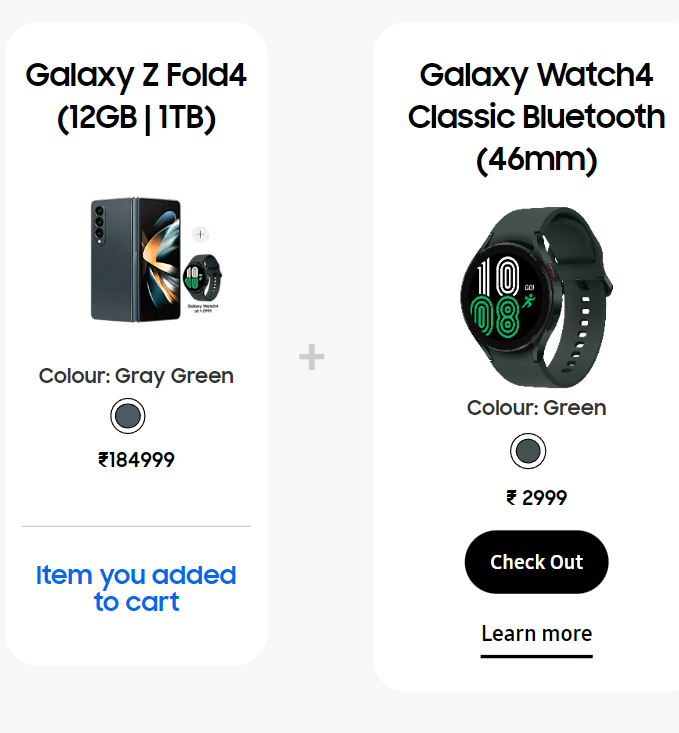 Galaxy Z Fold4
(12GB | 1TB)
+
Galaxy Watch4
at ₹ 2999
Colour: Gray Green
₹184999
Item you added
to cart
+
Galaxy Watch4
Classic Bluetooth
(46mm)
10
GO!
08
Colour: Green
₹ 2999
Check Out
Learn more